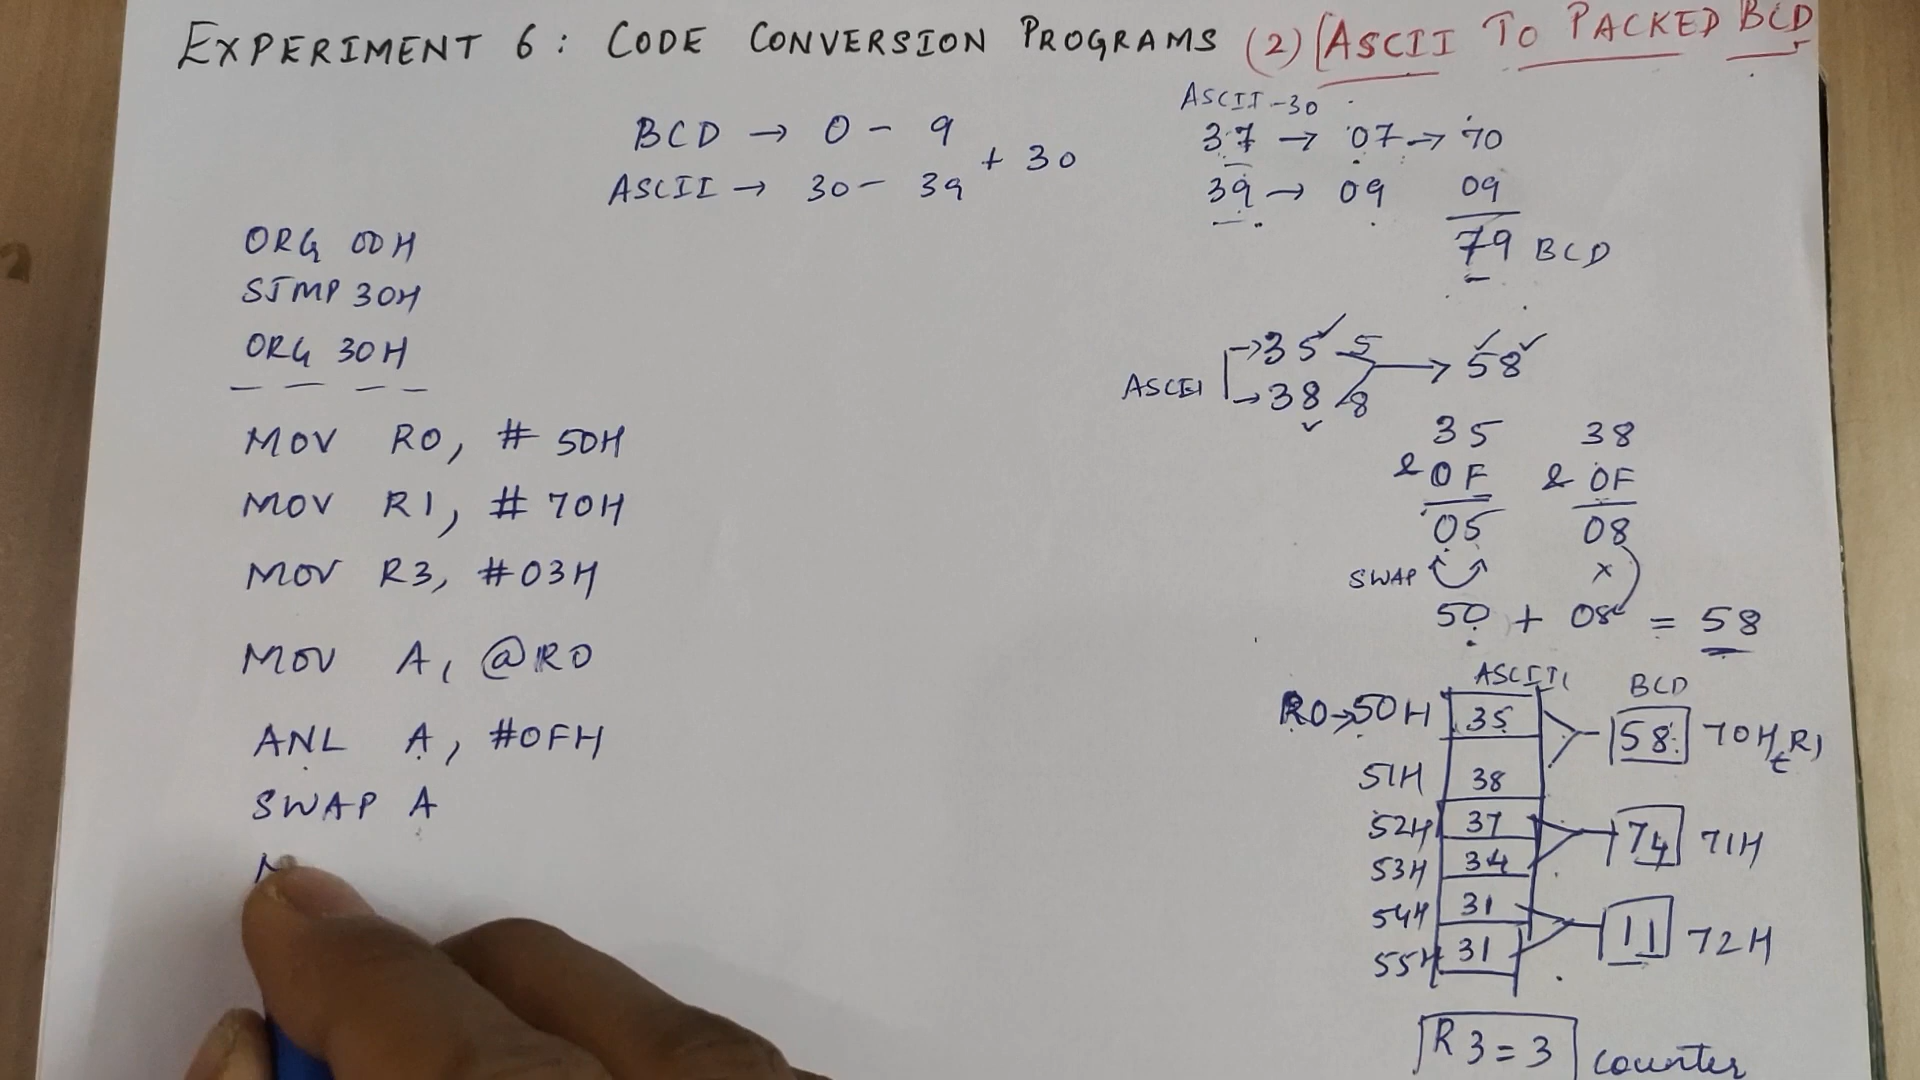 EXPERIMENT 6: CODE CONVERSION PROGRAMS (2) ASCII TO PACKED BCD
BCD → 0 - 9
ASCII → 30 - 39
+ 30
ASCII-30
37 → 07 → 70
39 → 09 09
79 BCD
ORG 00H
SJMP 30H
ORG 30H
MOV R0, # 50H
MOV R1, # 70H
MOV R3, #03H
MOV A, @R0
ANL A, #0FH
SWAP A
ASCII
35 5
38 8
→ 58
35 38
& 0F & 0F
05 08
SWAP
x
50 + 08 = 58
ASCII BCD
R0→50H 35 58 70H R1
51H 38
52H 37 74 71H
53H 34
54H 31 11 72H
55H 31
R3=3 counter